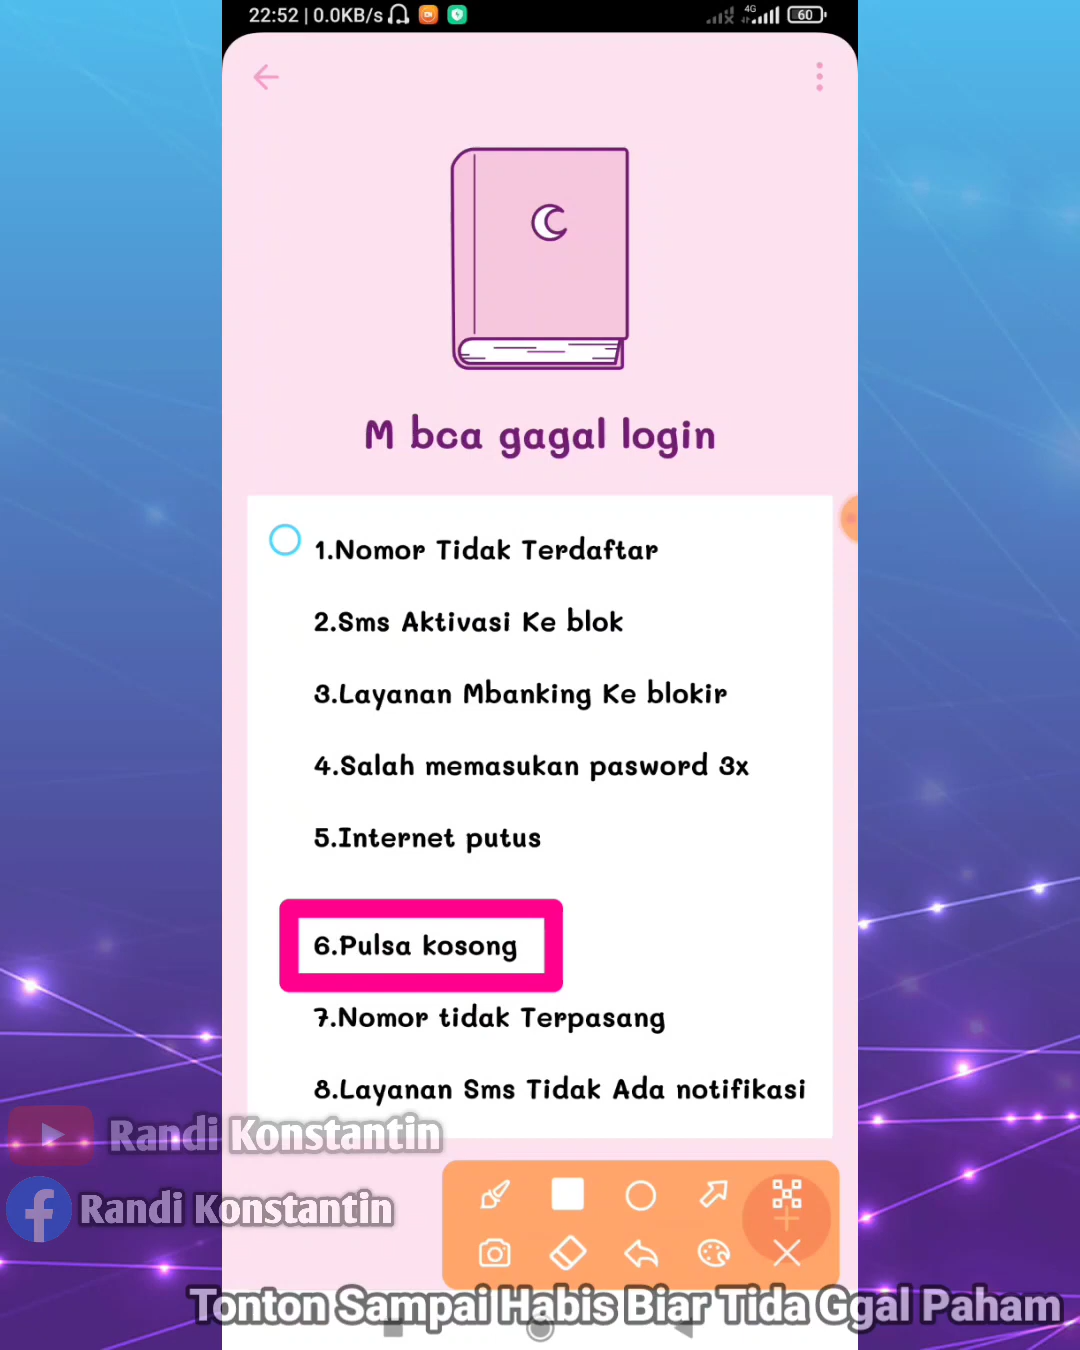 22:52 | 0.0KB/s
4G
60
M bca gagal login
1.Nomor Tidak Terdaftar
2.Sms Aktivasi Ke blok
3.Layanan Mbanking Ke blokir
4.Salah memasukan pasword 3x
5.Internet putus
6.Pulsa kosong
7.Nomor tidak Terpasang
8.Layanan Sms Tidak Ada notifikasi
Randi Konstantin
Randi Konstantin
Tonton Sampai Habis Biar Tida Ggal Paham